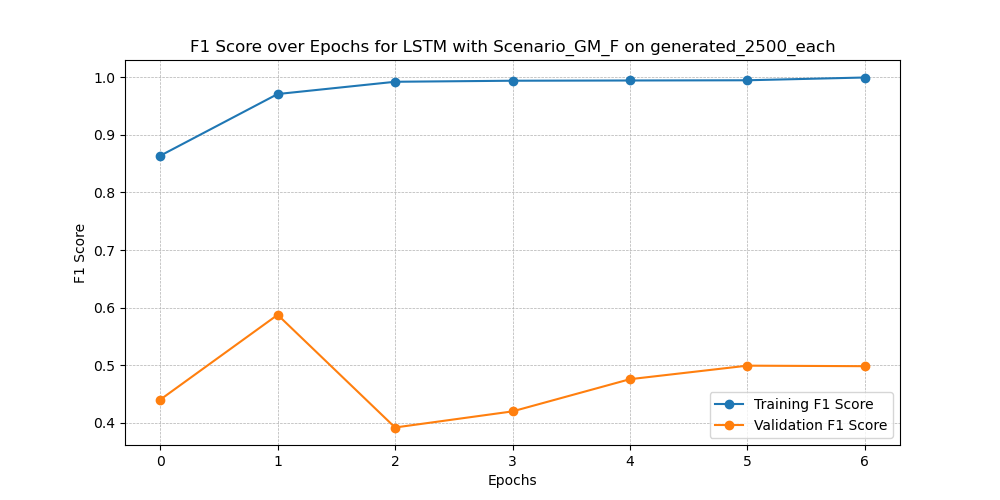 F1 Score over Epochs for LSTM with Scenario_GM_F on generated_2500_each
1.0
0.9
0.8
0.7
0.6
0.5
0.4
F1 Score
0 1 2 3 4 5 6
Epochs
Training F1 Score
Validation F1 Score